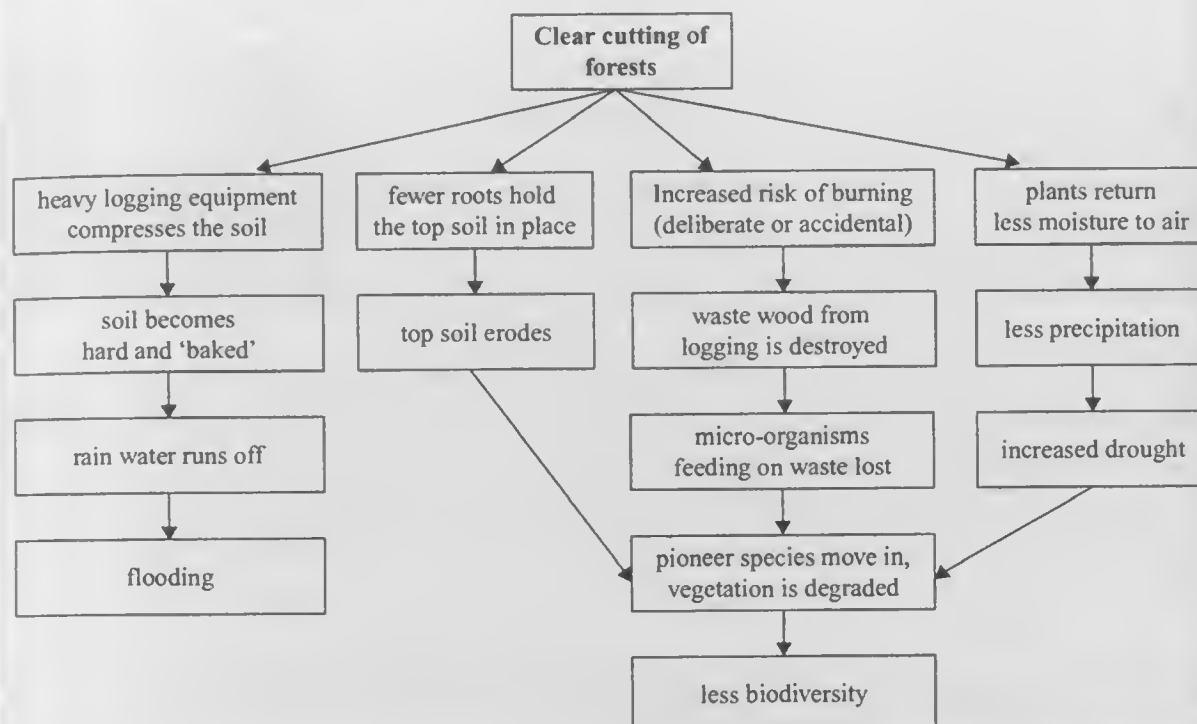 Clear cutting of
forests
heavy logging equipment
compresses the soil
fewer roots hold
the top soil in place
Increased risk of burning
(deliberate or accidental)
plants return
less moisture to air
soil becomes
hard and ‘baked’
top soil erodes
waste wood from
logging is destroyed
less precipitation
rain water runs off
micro-organisms
feeding on waste lost
increased drought
flooding
pioneer species move in,
vegetation is degraded
less biodiversity